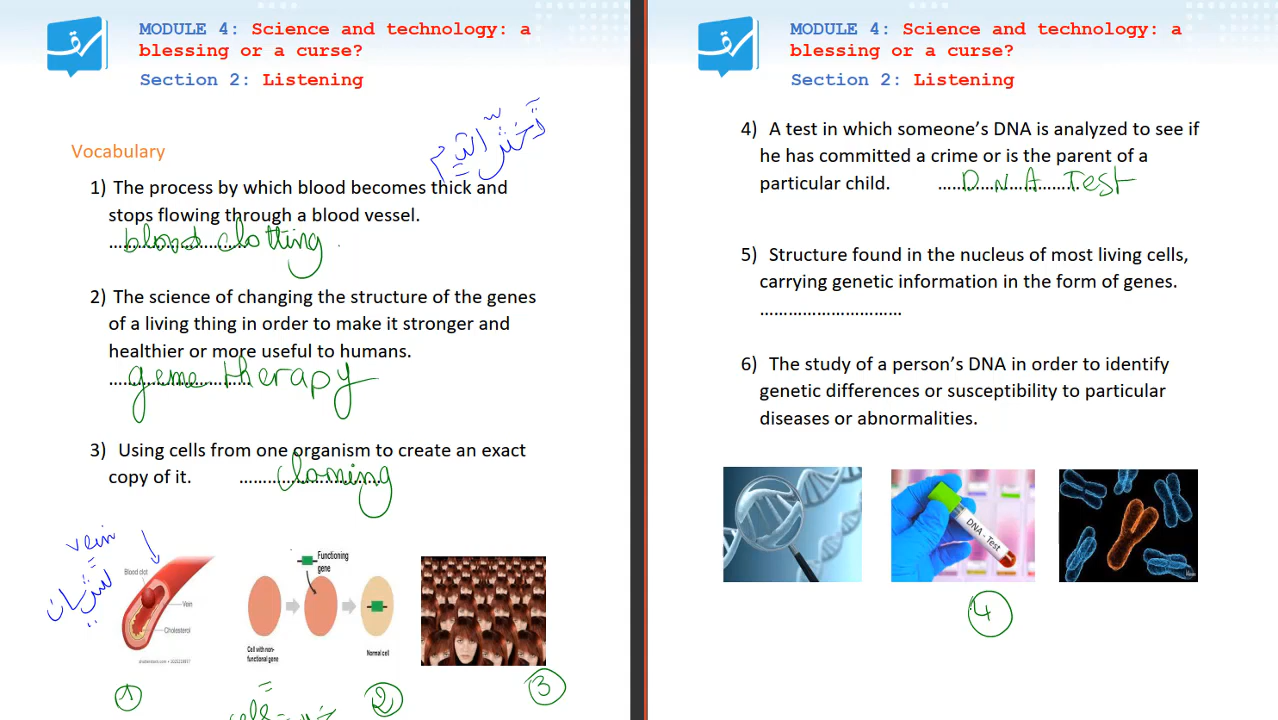 MODULE 4: Science and technology: a
blessing or a curse?
Section 2: Listening
Vocabulary
تخثر الدم
1) The process by which blood becomes thick and
stops flowing through a blood vessel.
blood clotting
2) The science of changing the structure of the genes
of a living thing in order to make it stronger and
healthier or more useful to humans.
gene therapy
3) Using cells from one organism to create an exact
copy of it.
cloning
vein
Blood clot
Vein
Cholesterol
Functioning
gene
Cell with non-
functional gene
Normal cell
1
2
3
MODULE 4: Science and technology: a
blessing or a curse?
Section 2: Listening
4) A test in which someone's DNA is analyzed to see if
he has committed a crime or is the parent of a
particular child.
D.N.A Test
5) Structure found in the nucleus of most living cells,
carrying genetic information in the form of genes.
..............................
6) The study of a person's DNA in order to identify
genetic differences or susceptibility to particular
diseases or abnormalities.
DNA - Test
4